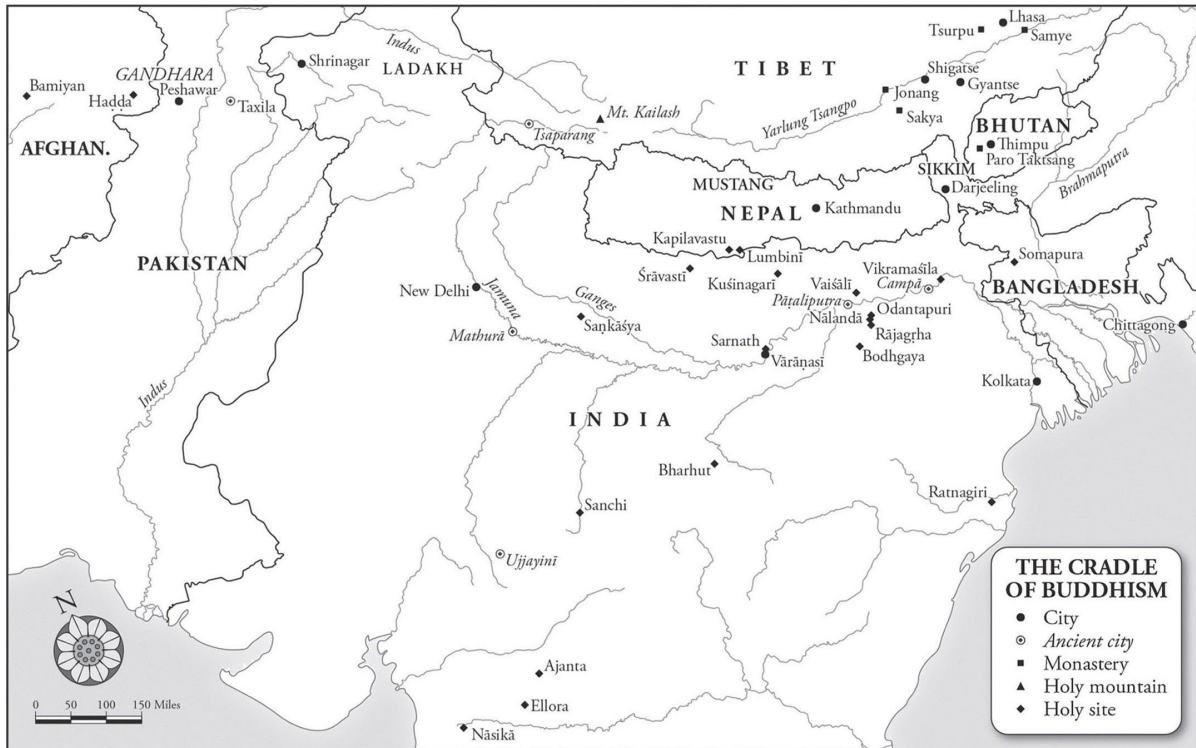 Lhasa
Tsurpu
Samye
Indus
Shrinagar
LADAKH
TIBET
Shigatse
Gyantse
GANDHARA
Bamiyan
Hadda
Peshawar
Taxila
Jonang
Mt. Kailash
Yarlung Tsangpo
Sakya
Tsaparang
BHUTAN
AFGHAN.
Thimpu
Paro Taktsang
SIKKIM
MUSTANG
Darjeeling
Brahmaputra
NEPAL
Kathmandu
Kapilavastu
Lumbinī
Somapura
PAKISTAN
Śrāvastī
Kuśinagarī
Vaiśālī
Vikramaśīla
Campā
BANGLADESH
New Delhi
Jamuna
Ganges
Pāṭaliputra
Odantapuri
Saṇkāśya
Nālandā
Mathurā
Rājagṛha
Chittagong
Sarnath
Vārāṇasī
Bodhgaya
Indus
Kolkata
INDIA
Bharhut
Sanchi
Ratnagiri
Ujjayinī
THE CRADLE
OF BUDDHISM
City
Ancient city
Monastery
Holy mountain
Holy site
N
Ajanta
Ellora
Nāsikā
0 50 100 150 Miles